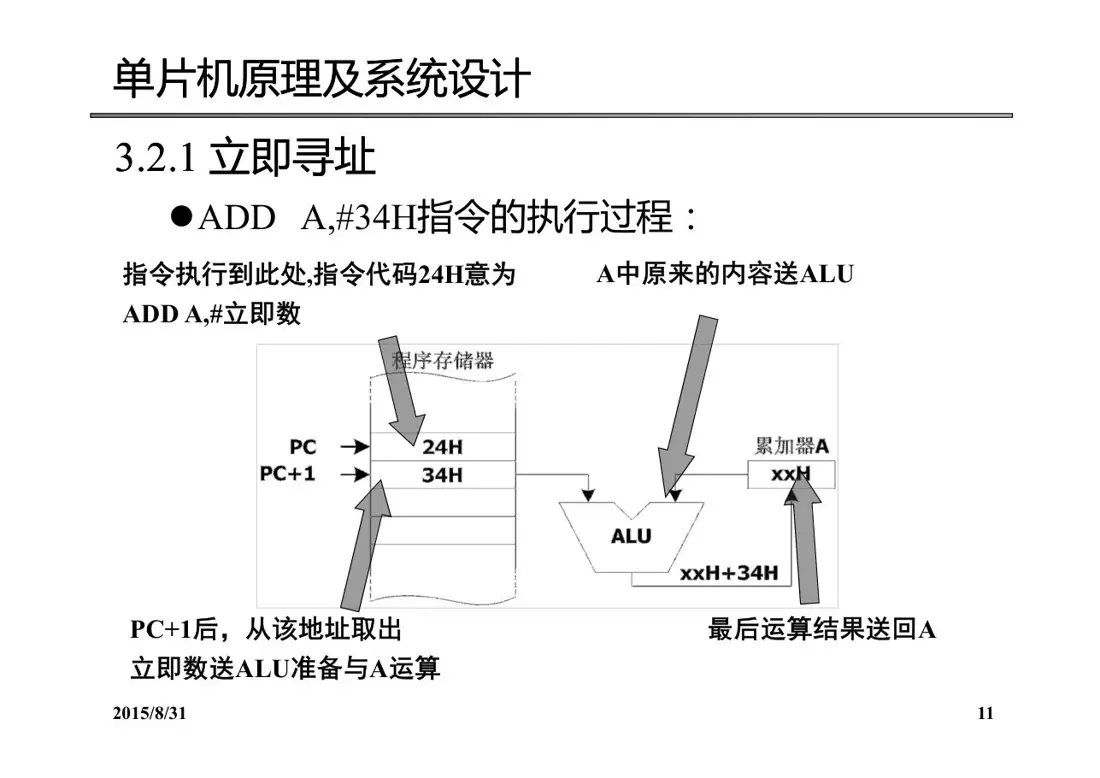 单片机原理及系统设计
3.2.1 立即寻址
●ADD A,#34H指令的执行过程：
指令执行到此处,指令代码24H意为
ADD A,#立即数
A中原来的内容送ALU
程序存储器
PC
24H
PC+1
34H
累加器A
xxH
ALU
xxH+34H
PC+1后，从该地址取出
立即数送ALU准备与A运算
最后运算结果送回A
2015/8/31
11